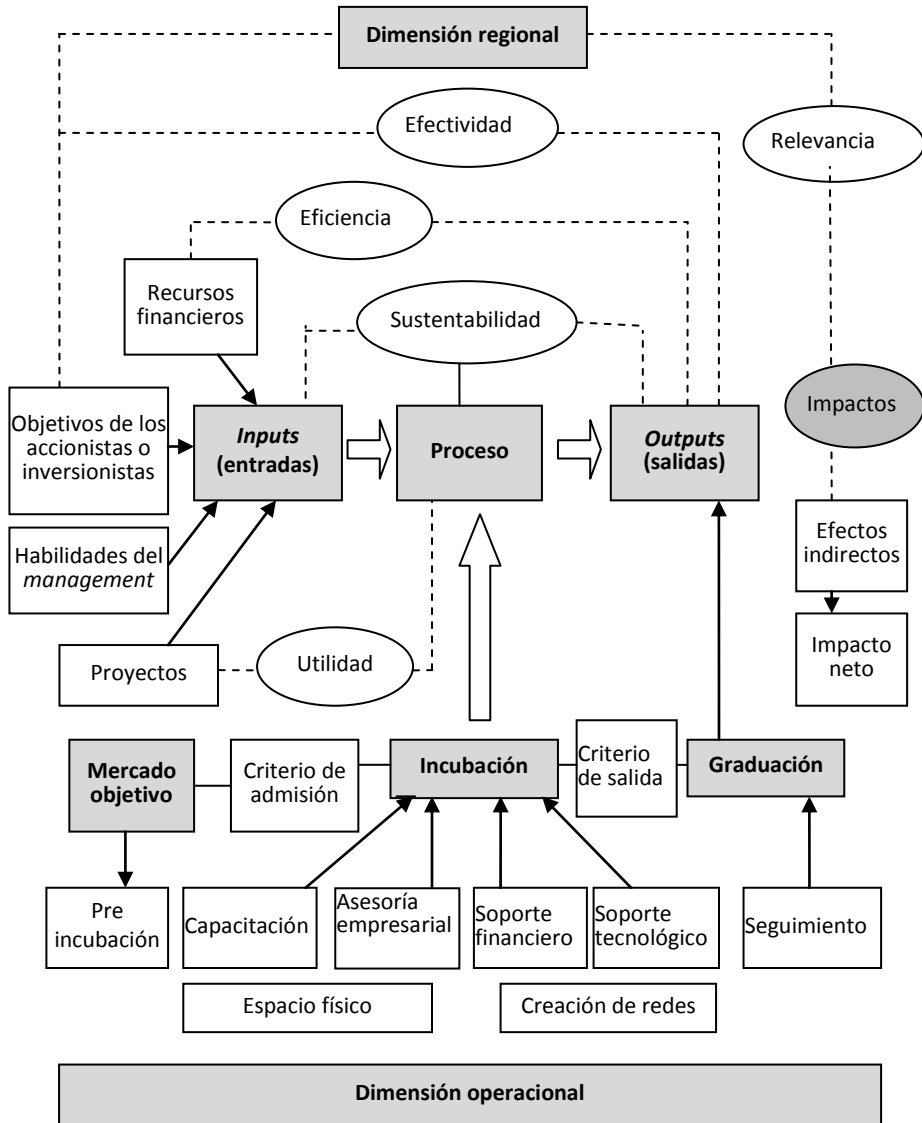 Dimensión regional
Efectividad
Relevancia
Eficiencia
Recursos
financieros
Sustentabilidad
Impactos
Objetivos de los
accionistas o
inversionistas
Inputs
(entradas)
Proceso
Outputs
(salidas)
Habilidades del
management
Efectos
indirectos
Proyectos
Utilidad
Impacto
neto
Mercado
objetivo
Criterio de
admisión
Incubación
Criterio
de salida
Graduación
Pre
incubación
Capacitación
Asesoría
empresarial
Soporte
financiero
Soporte
tecnológico
Seguimiento
Espacio físico
Creación de redes
Dimensión operacional